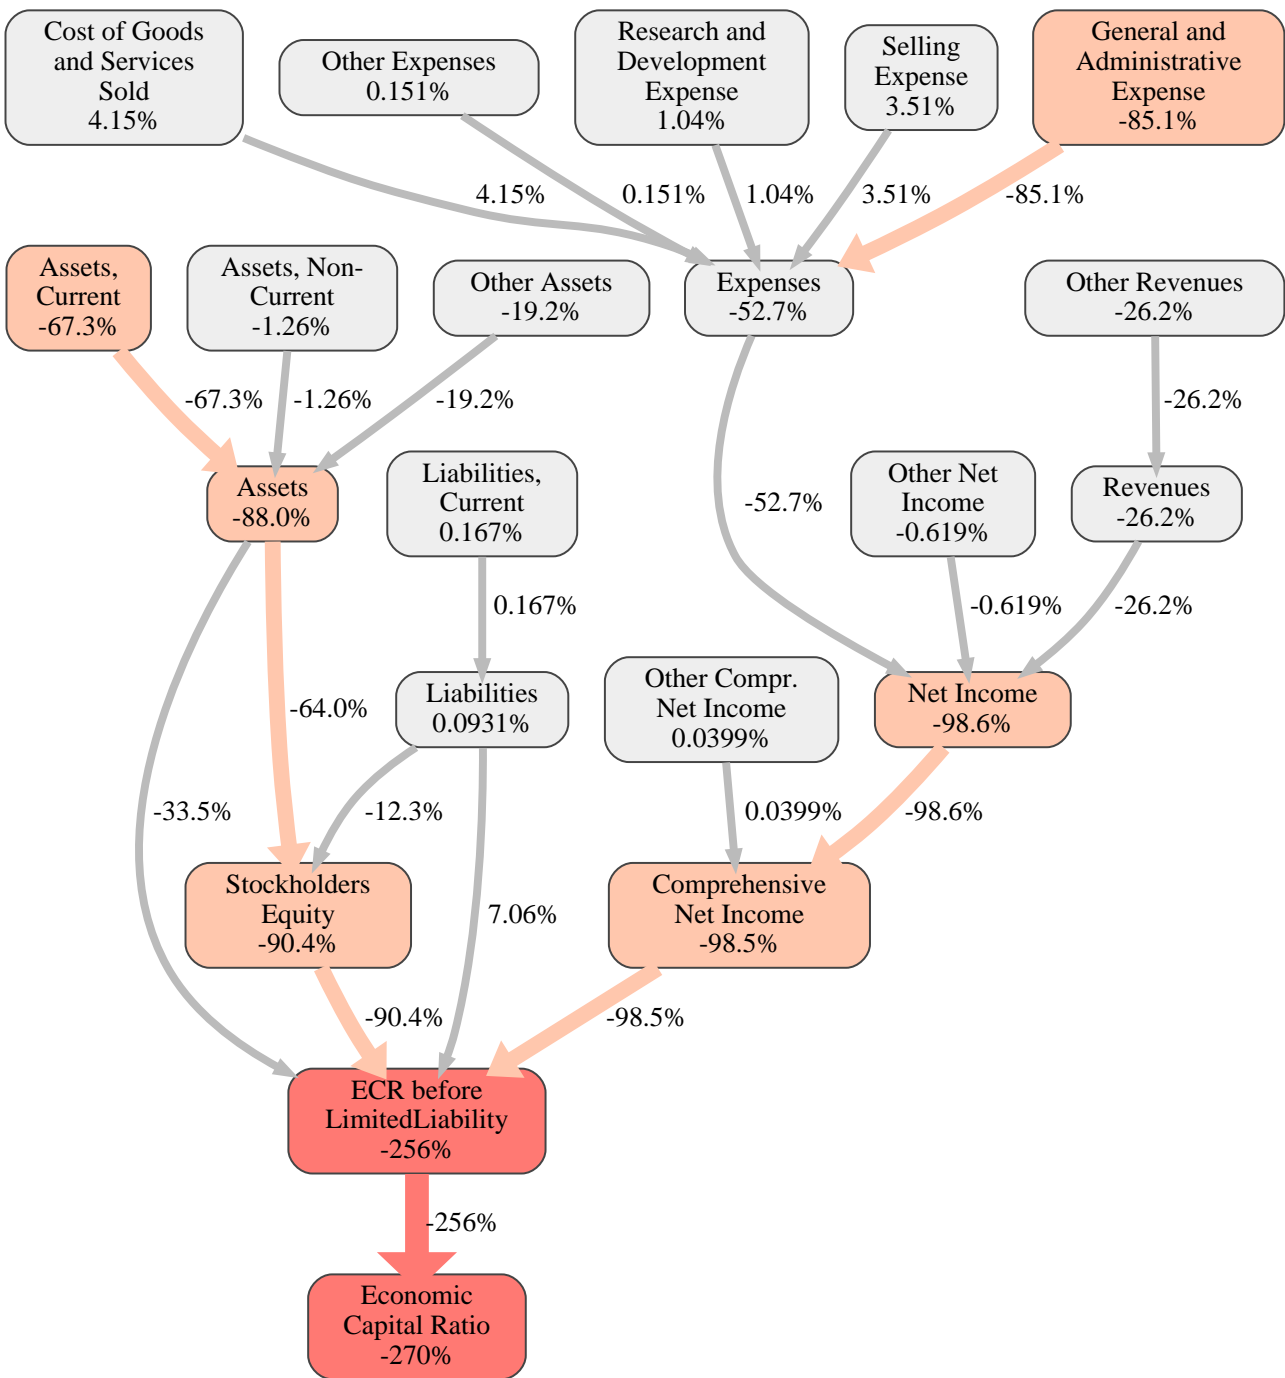 Cost of Goods
and Services
Sold
4.15%
Other Expenses
0.151%
Research and
Development
Expense
1.04%
Selling
Expense
3.51%
General and
Administrative
Expense
-85.1%
4.15%
0.151%
1.04%
3.51%
-85.1%
Assets,
Current
-67.3%
Assets, Non-
Current
-1.26%
Other Assets
-19.2%
Expenses
-52.7%
Other Revenues
-26.2%
-67.3%
-1.26%
-19.2%
-26.2%
Assets
-88.0%
Liabilities,
Current
0.167%
-52.7%
Other Net
Income
-0.619%
Revenues
-26.2%
0.167%
-0.619%
-26.2%
-64.0%
Liabilities
0.0931%
Other Compr.
Net Income
0.0399%
Net Income
-98.6%
-33.5%
-12.3%
0.0399%
-98.6%
Stockholders
Equity
-90.4%
7.06%
Comprehensive
Net Income
-98.5%
-90.4%
-98.5%
ECR before
LimitedLiability
-256%
-256%
Economic
Capital Ratio
-270%